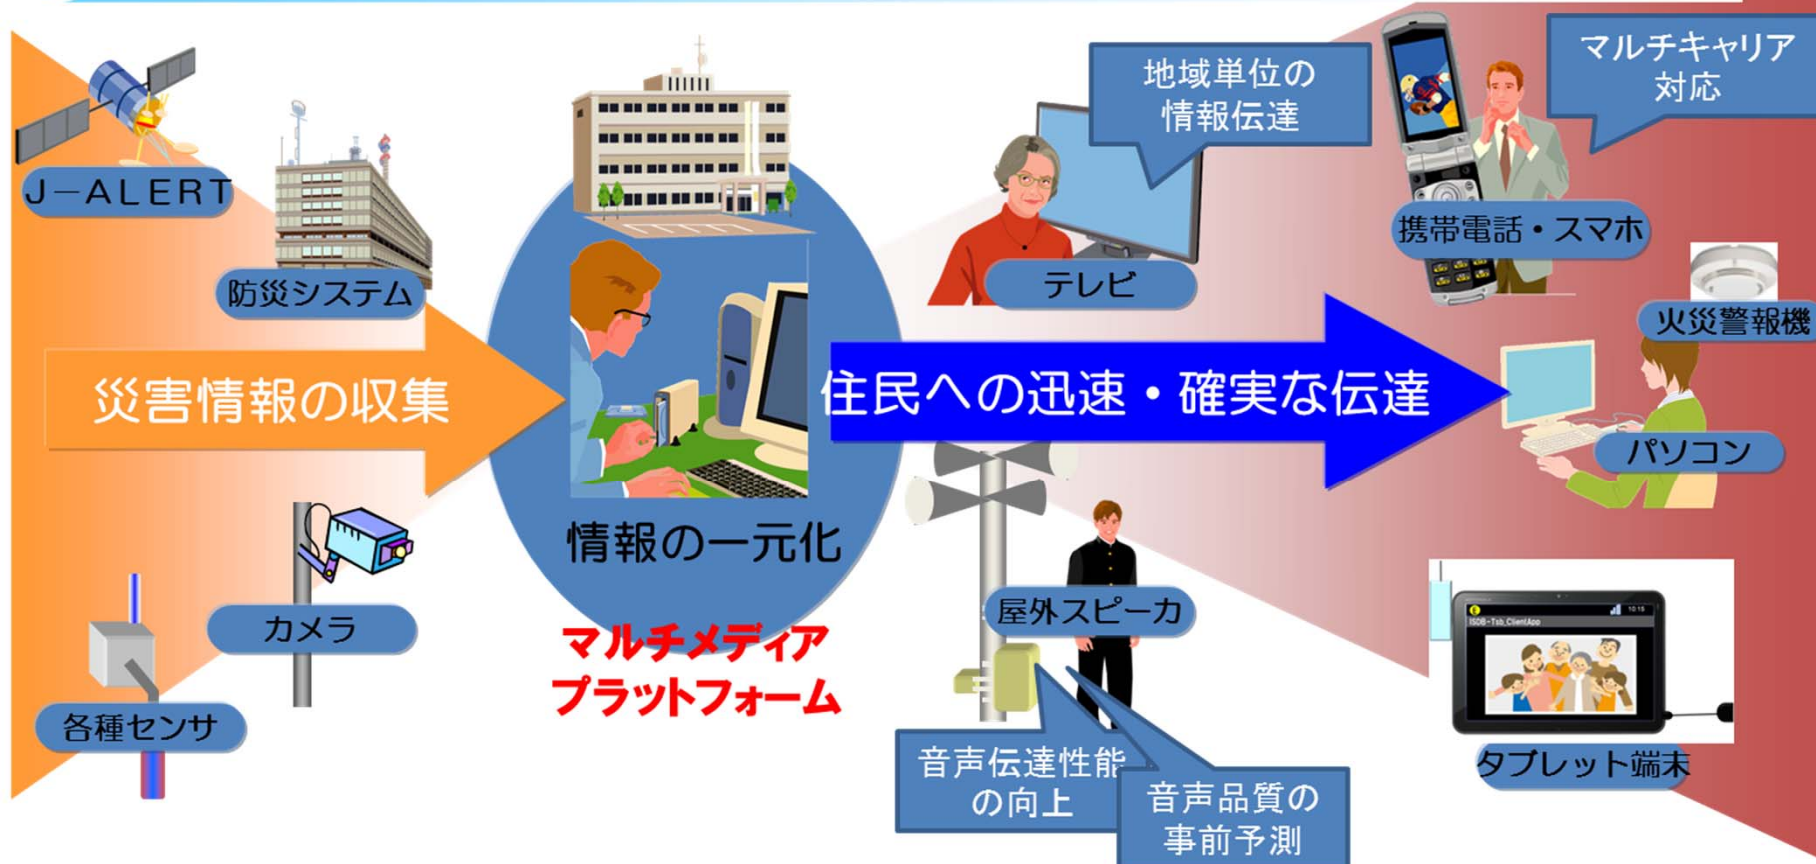 J－ALERT
防災システム
災害情報の収集
カメラ
各種センサ
情報の一元化
マルチメディア
プラットフォーム
地域単位の
情報伝達
テレビ
マルチキャリア
対応
携帯電話・スマホ
火災警報機
住民への迅速・確実な伝達
パソコン
屋外スピーカ
音声伝達性能
の向上
音声品質の
事前予測
10:15
ISDB-Tsb_ClientApp
タブレット端末